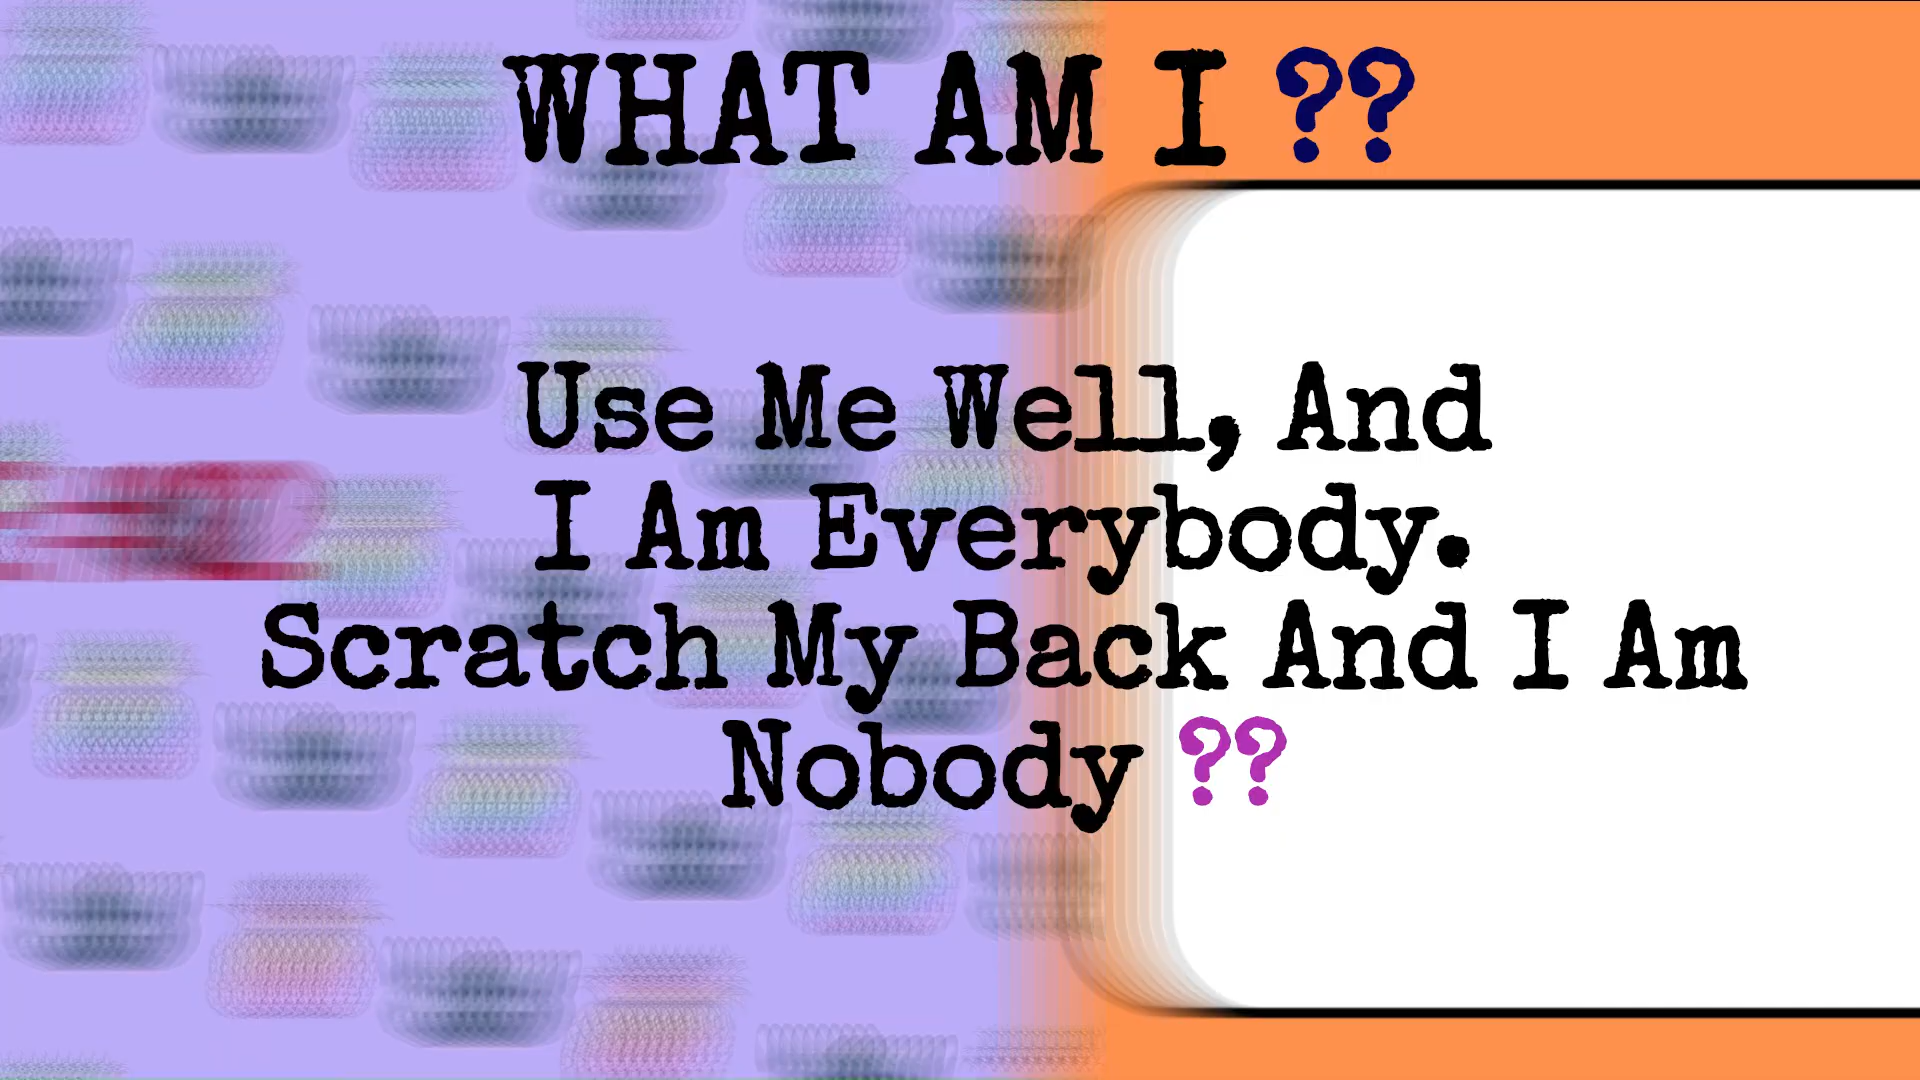 WHAT AM I ??
Use Me Well, And
I Am Everybody.
Scratch My Back And I Am
Nobody ??